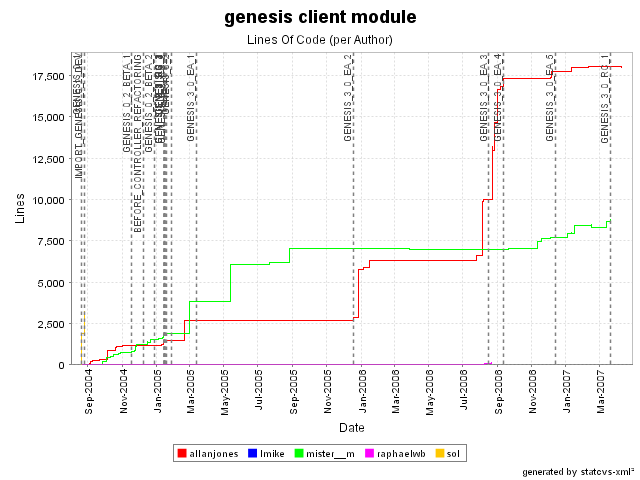 genesis client module
Lines Of Code (per Author)
GENESIS_0_2_BETA_1
BEFORE_CONTROLLER_REFACTORING
GENESIS_0_2_BETA_2
GENESIS_3_0_EA_1
GENESIS_3_0_EA_2
GENESIS_3_0_EA_3
GENESIS_3_0_EA_4
GENESIS_3_0_EA_5
GENESIS_3_0_RC_1
Lines
17,500
15,000
12,500
10,000
7,500
5,000
2,500
0
Sep-2004
Nov-2004
Jan-2005
Mar-2005
May-2005
Jul-2005
Sep-2005
Nov-2005
Jan-2006
Mar-2006
May-2006
Jul-2006
Sep-2006
Nov-2006
Jan-2007
Mar-2007
Date
allanjones lmike mister__m raphaelwb sol
generated by statcvs-xml²